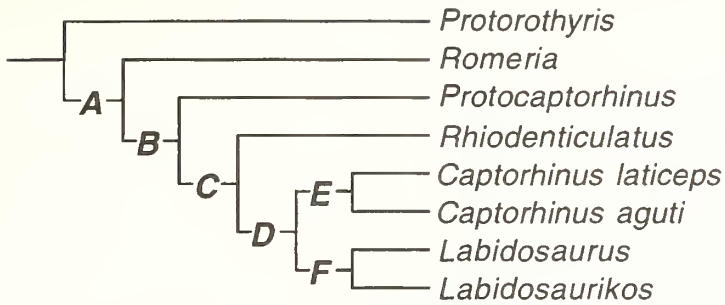 Protorothyris
Romeria
A
Protocaptorhinus
B
Rhiodenticulatus
C
Captorhinus laticeps
E
Captorhinus aguti
D
Labidosaurus
F
Labidosaurikos